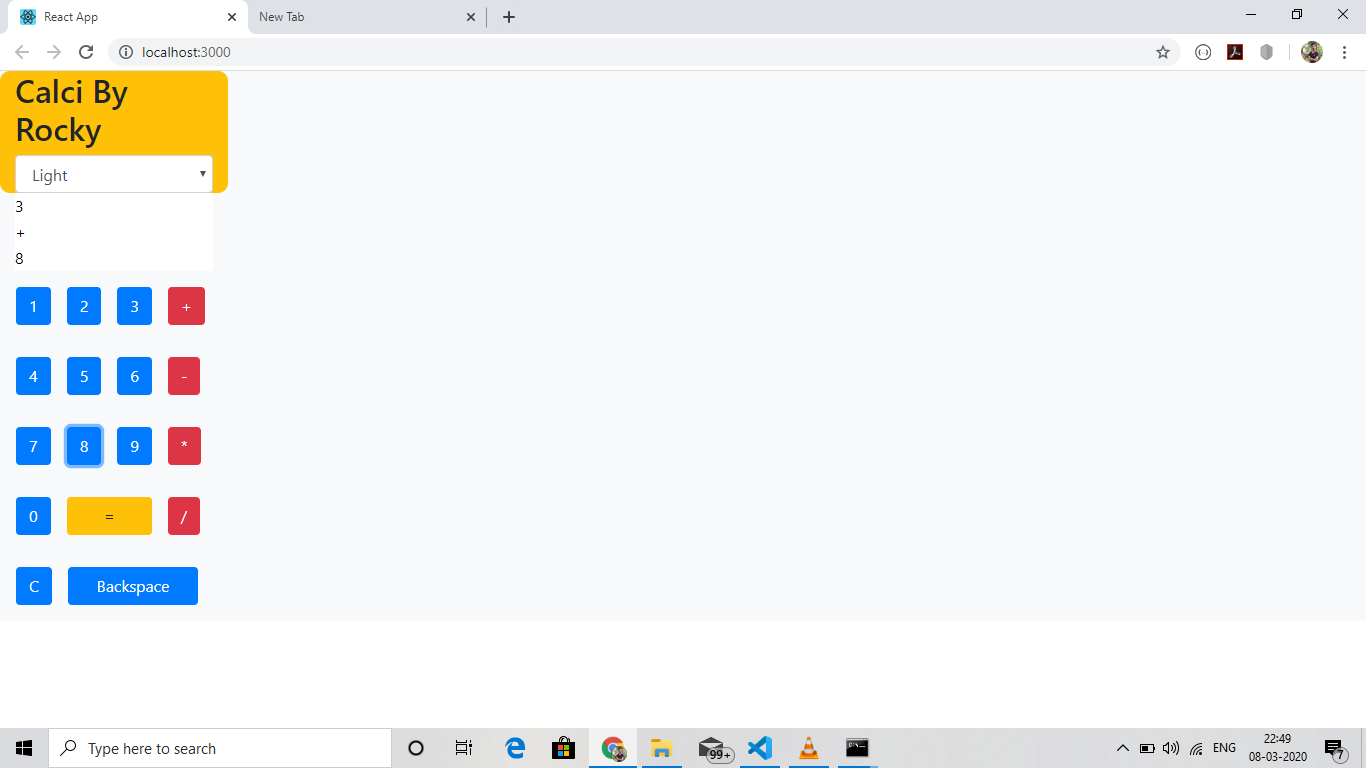 React App
New Tab
localhost:3000
Calci By
Rocky
Light
3
+
8
1 2 3 +
4 5 6 -
7 8 9 *
0 = /
C Backspace
Type here to search
99+
ENG
22:49
08-03-2020
7